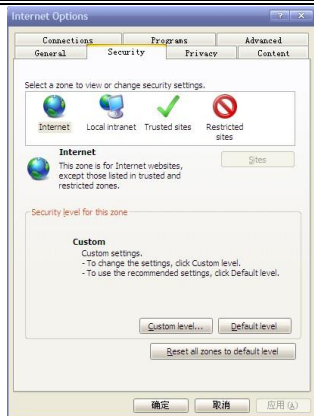 Internet Options
Connections Programs Advanced
General Security Privacy Content
Select a zone to view or change security settings.
Internet Local intranet Trusted sites Restricted sites
Internet
This zone is for Internet websites,
except those listed in trusted and
restricted zones.
Sites
Security level for this zone
Custom
Custom settings.
- To change the settings, click Custom level.
- To use the recommended settings, click Default level.
Custom level... Default level
Reset all zones to default level
确定 取消 应用(A)